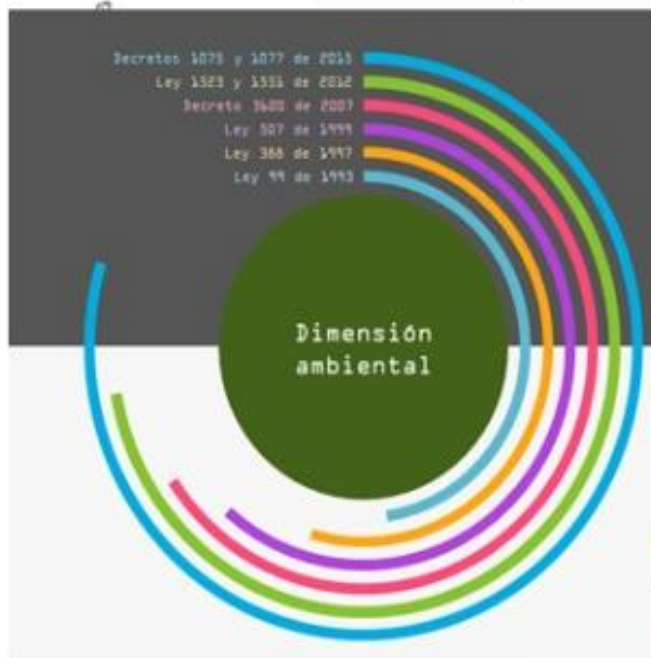 Decretos 1075 y 1077 de 2015
Ley 1523 y 1551 de 2012
Decreto 3600 de 2007
Ley 507 de 1999
Ley 388 de 1997
Ley 99 de 1993
Dimensión
ambiental